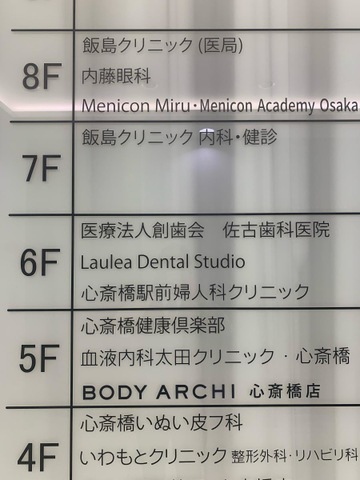 8F
飯島クリニック (医局)
内藤眼科
Menicon Miru・Menicon Academy Osaka
7F
飯島クリニック 内科・健診
6F
医療法人創歯会　佐古歯科医院
Laulea Dental Studio
心斎橋駅前婦人科クリニック
5F
心斎橋健康倶楽部
血液内科太田クリニック・心斎橋
BODY ARCHI 心斎橋店
4F
心斎橋いぬい皮フ科
いわもとクリニック 整形外科・リハビリ科